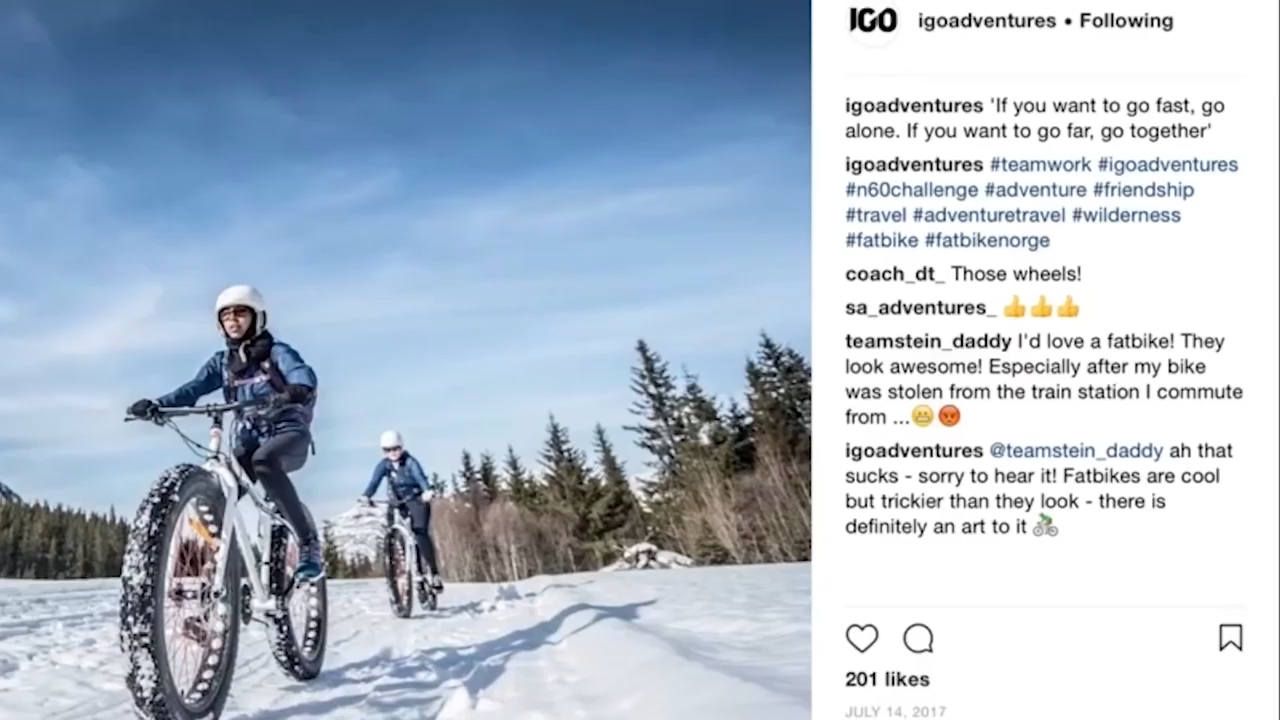 IGO
igoadventures • Following
igoadventures 'If you want to go fast, go
alone. If you want to go far, go together'
igoadventures #teamwork #igoadventures
#n60challenge #adventure #friendship
#travel #adventuretravel #wilderness
#fatbike #fatbikenorge
coach_dt_ Those wheels!
sa_adventures_ 👍👍👍
teamstein_daddy I'd love a fatbike! They
look awesome! Especially after my bike
was stolen from the train station I commute
from ...😬😡
igoadventures @teamstein_daddy ah that
sucks - sorry to hear it! Fatbikes are cool
but trickier than they look - there is
definitely an art to it 🚴
201 likes
JULY 14, 2017